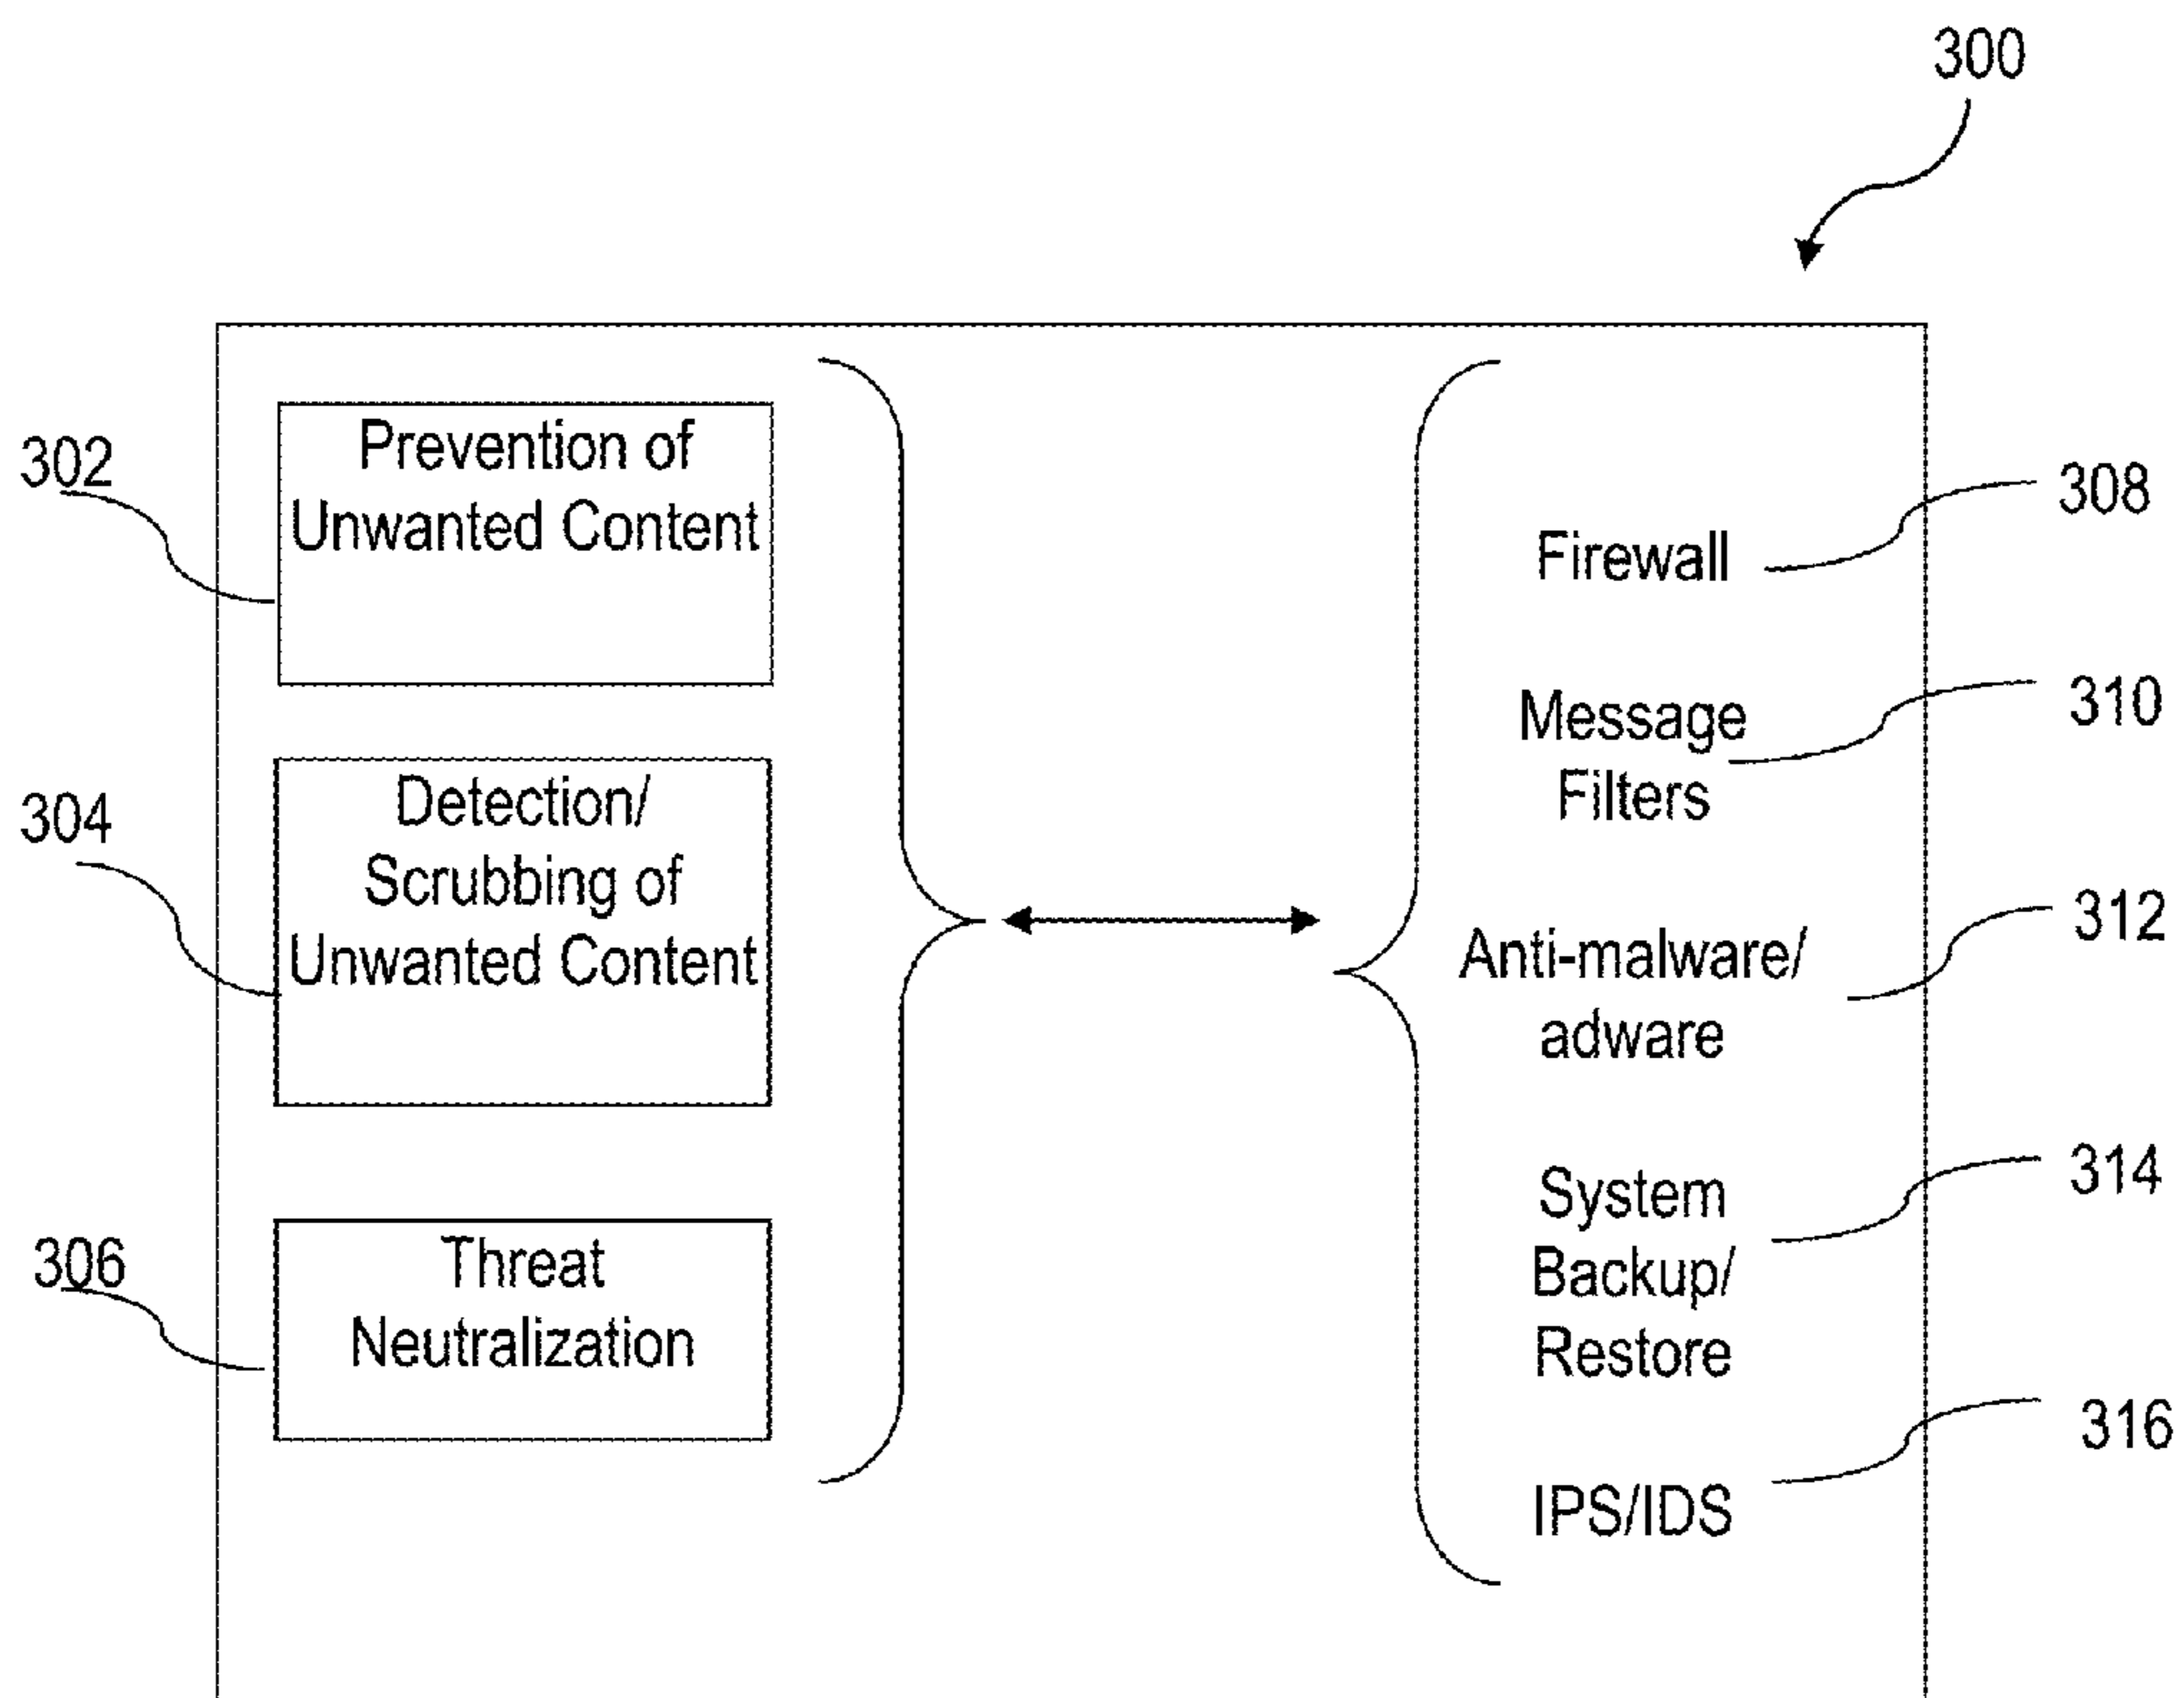 300
302
Prevention of
Unwanted Content
304
Detection/
Scrubbing of
Unwanted Content
306
Threat
Neutralization
Firewall
308
Message
Filters
310
Anti-malware/
adware
312
System
Backup/
Restore
314
IPS/IDS
316